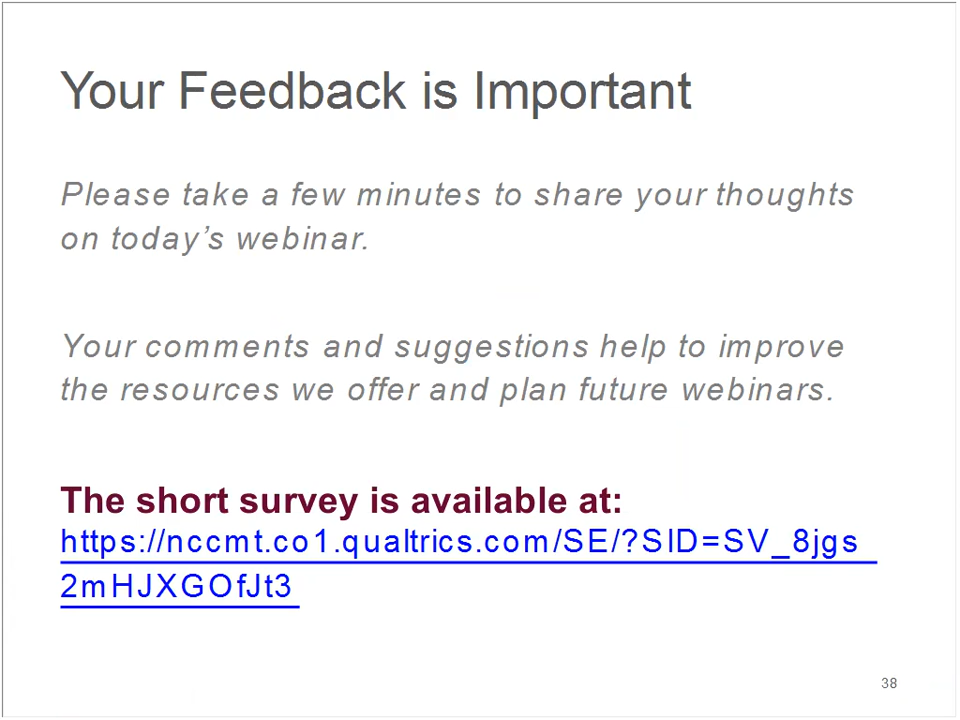 Your Feedback is Important
Please take a few minutes to share your thoughts
on today’s webinar.
Your comments and suggestions help to improve
the resources we offer and plan future webinars.
The short survey is available at:
https://nccmt.co1.qualtrics.com/SE/?SID=SV_8jgs
2mHJXGOfJt3
38